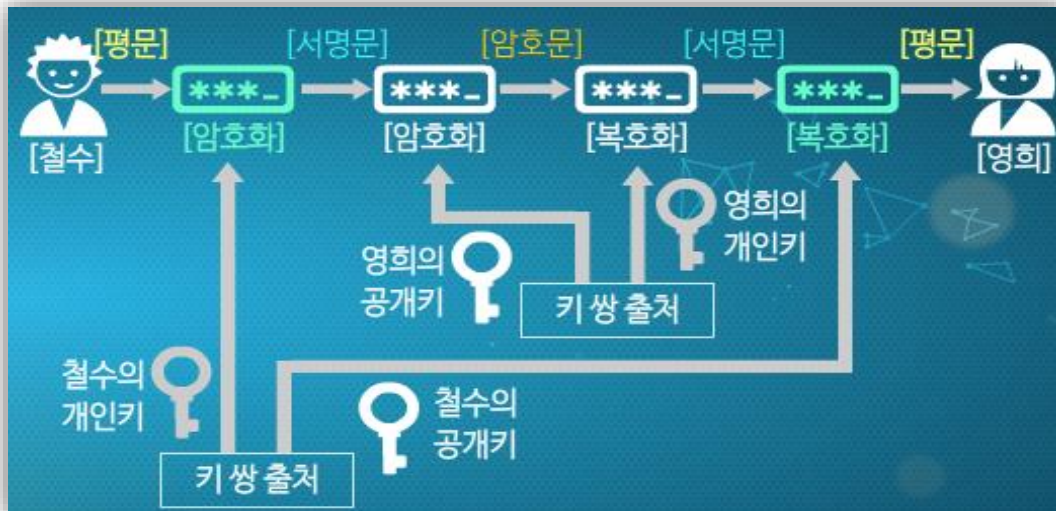 [평문] [서명문] [암호문] [서명문] [평문]
***_ ***_ ***_ ***_
[철수] [암호화] [암호화] [복호화] [복호화] [영희]
영희의
개인키
영희의
공개키
키 쌍 출처
철수의
개인키
철수의
공개키
키 쌍 출처